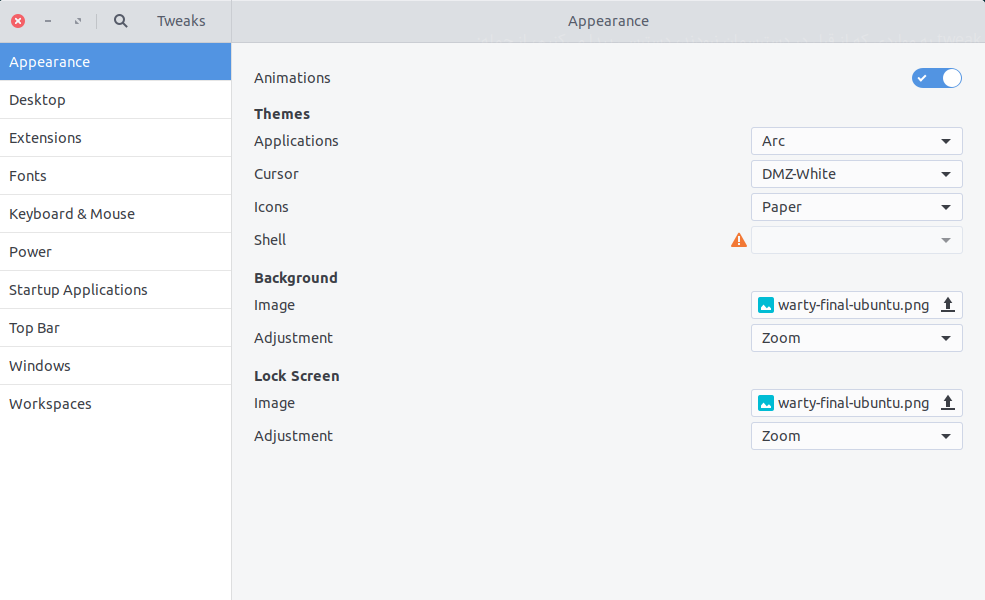 Tweaks
Appearance
Appearance
Desktop
Extensions
Fonts
Keyboard & Mouse
Power
Startup Applications
Top Bar
Windows
Workspaces
Animations
Themes
Applications Arc
Cursor DMZ-White
Icons Paper
Shell
Background
Image warty-final-ubuntu.png
Adjustment Zoom
Lock Screen
Image warty-final-ubuntu.png
Adjustment Zoom